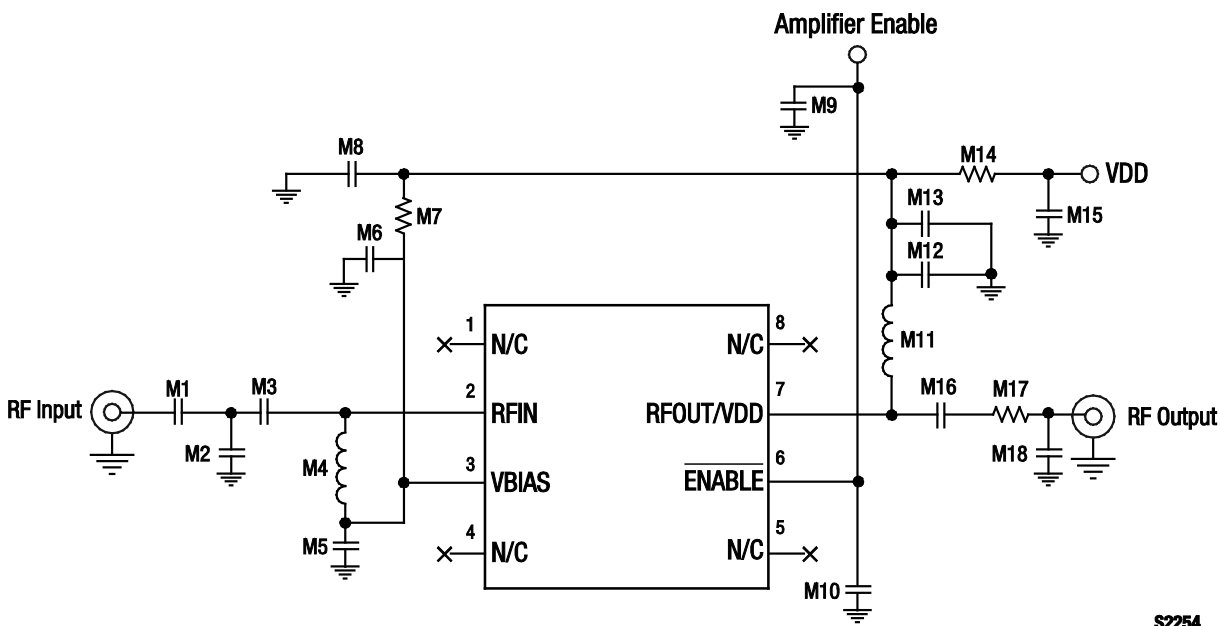 Amplifier Enable
M9
M8
M14
VDD
M13
M7
M15
M6
M12
1
8
N/C
N/C
M11
M1
M3
2
7
M16
M17
RF Input
RFIN
RFOUT/VDD
RF Output
M2
M4
3
6
M18
VBIAS
ENABLE
4
5
M5
N/C
N/C
M10
S2254